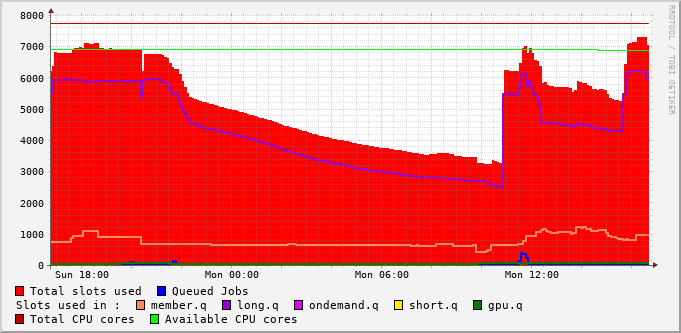 8000
7000
6000
5000
4000
3000
2000
1000
0
Sun 18:00 Mon 00:00 Mon 06:00 Mon 12:00
RRDTOOL / TOBI OETIKER
Total slots used Queued Jobs
Slots used in : member.q long.q ondemand.q short.q gpu.q
Total CPU cores Available CPU cores